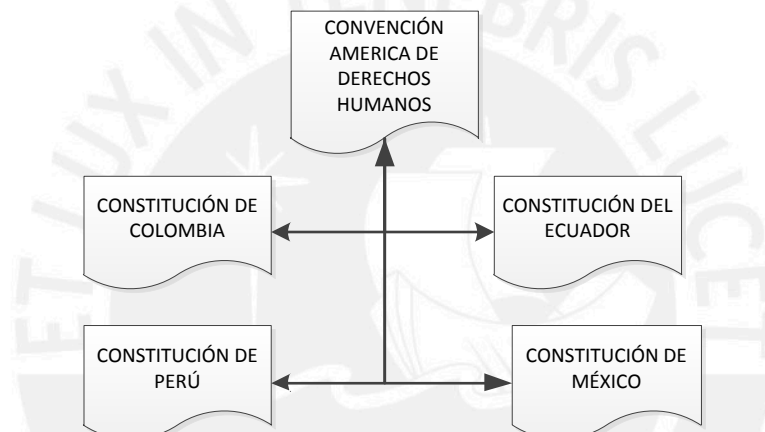 CONVENCIÓN
AMERICA DE
DERECHOS
HUMANOS
CONSTITUCIÓN DE
COLOMBIA
CONSTITUCIÓN DEL
ECUADOR
CONSTITUCIÓN DE
PERÚ
CONSTITUCIÓN DE
MÉXICO